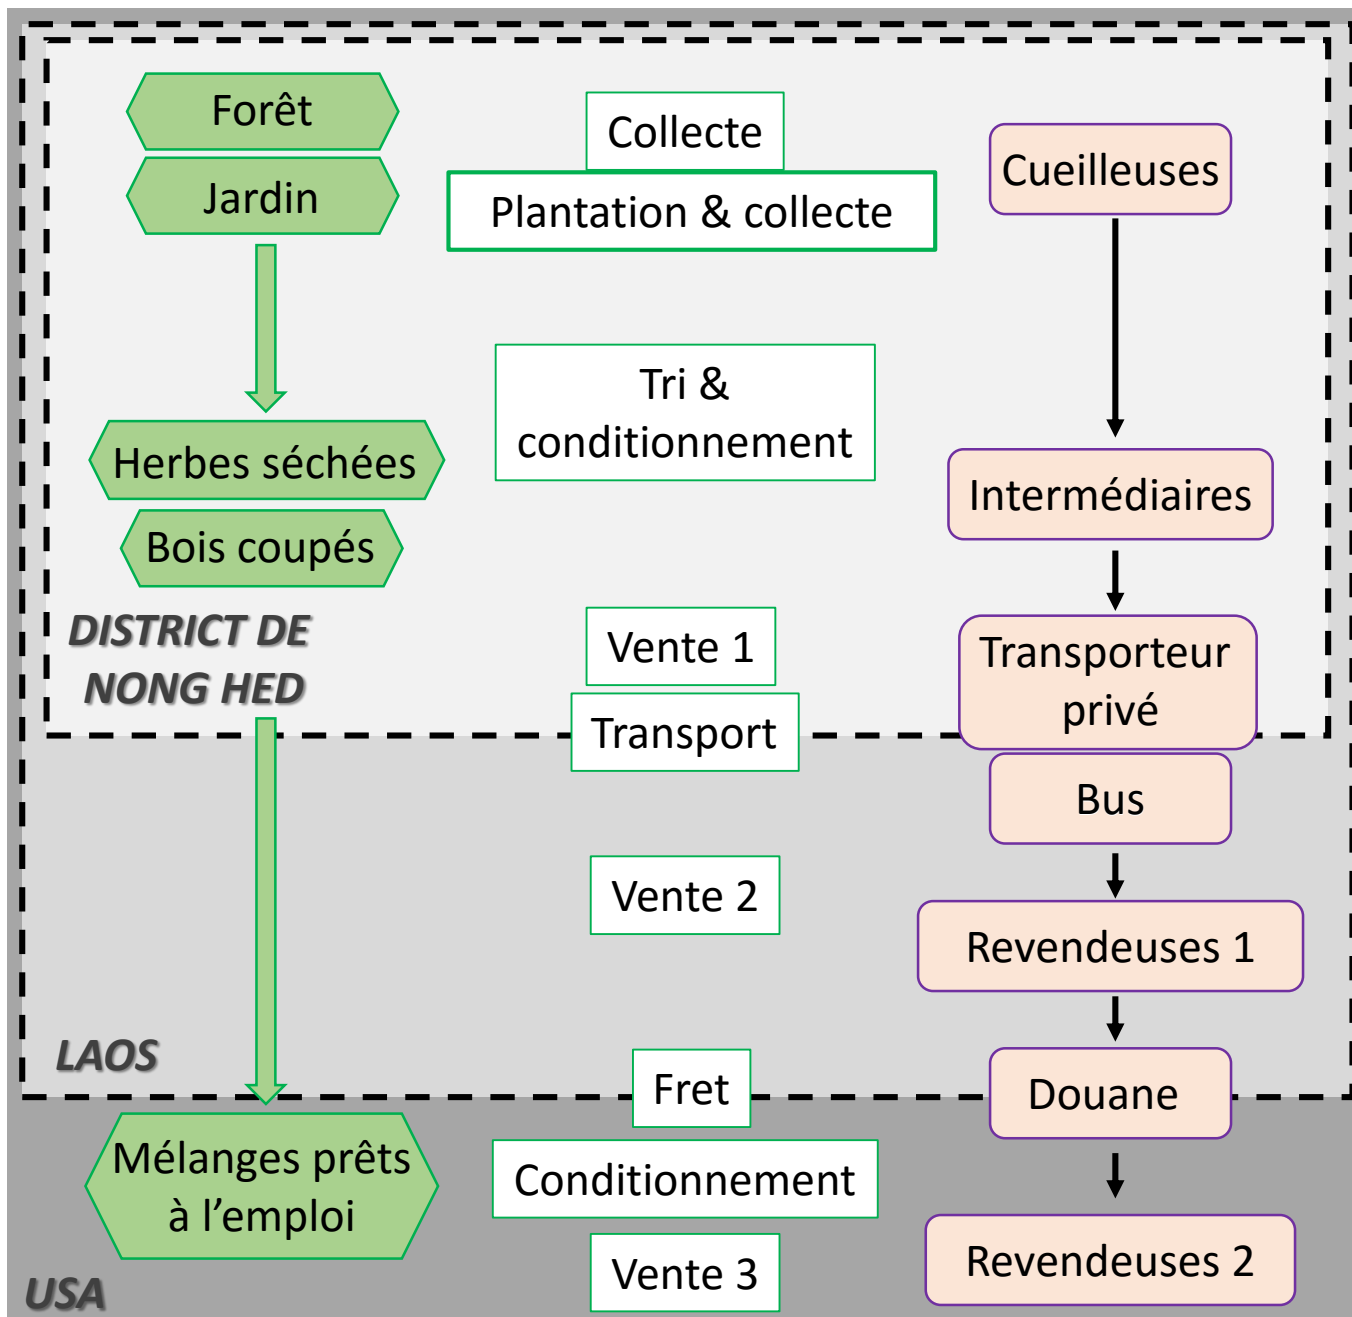 Forêt
Jardin
Collecte
Plantation & collecte
Cueilleuses
Tri &
conditionnement
Herbes séchées
Bois coupés
Intermédiaires
DISTRICT DE
NONG HED
Vente 1
Transport
Transporteur
privé
Bus
Vente 2
Revendeuses 1
LAOS
Fret
Douane
Mélanges prêts
à l’emploi
Conditionnement
Vente 3
Revendeuses 2
USA